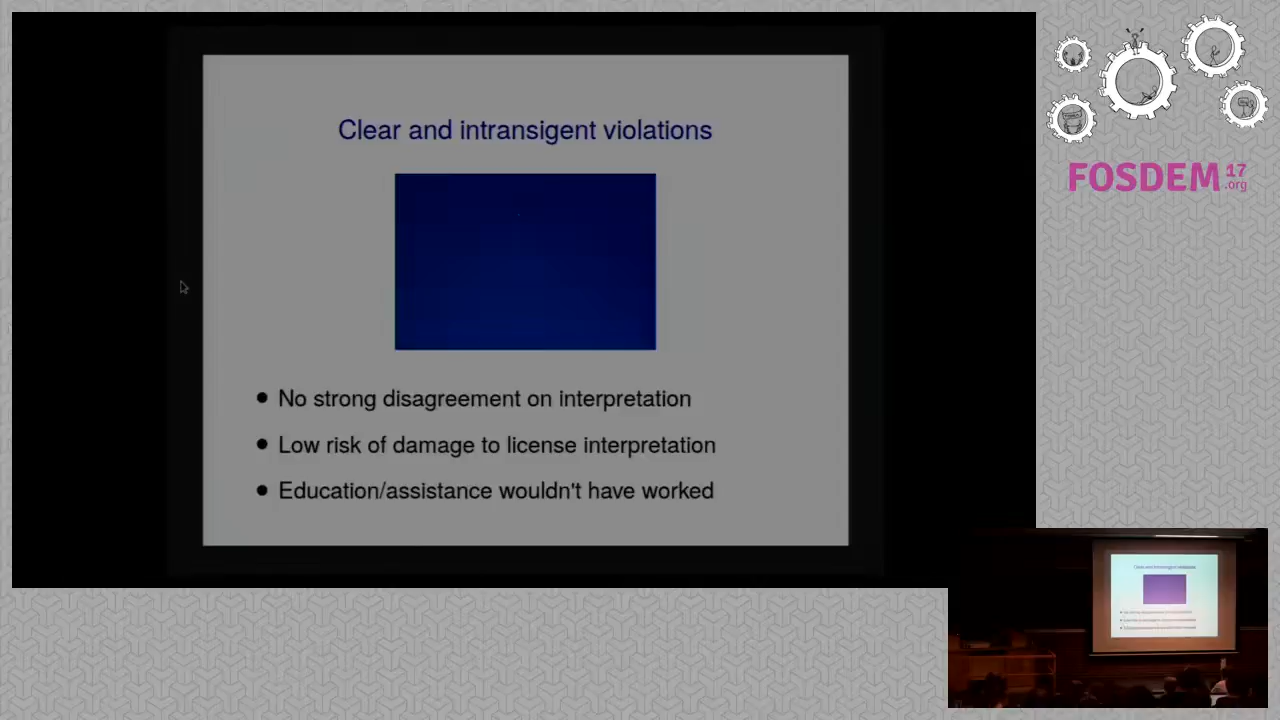 Clear and intransigent violations
• No strong disagreement on interpretation
• Low risk of damage to license interpretation
• Education/assistance wouldn't have worked
FOSDEM 17
.org